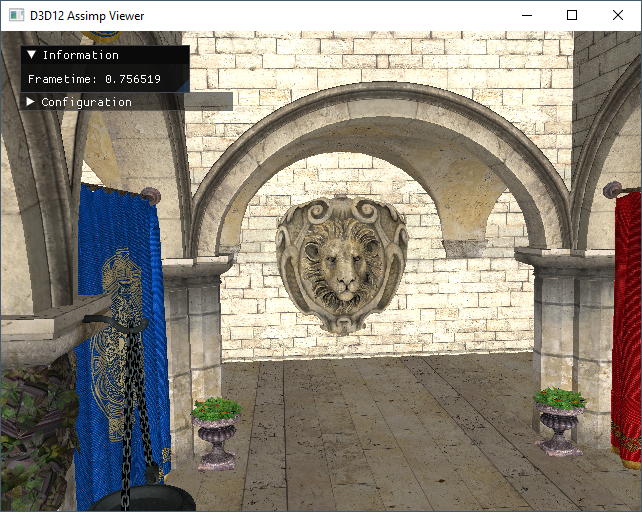 D3D12 Assimp Viewer
Information
Frametime: 0.756519
Configuration